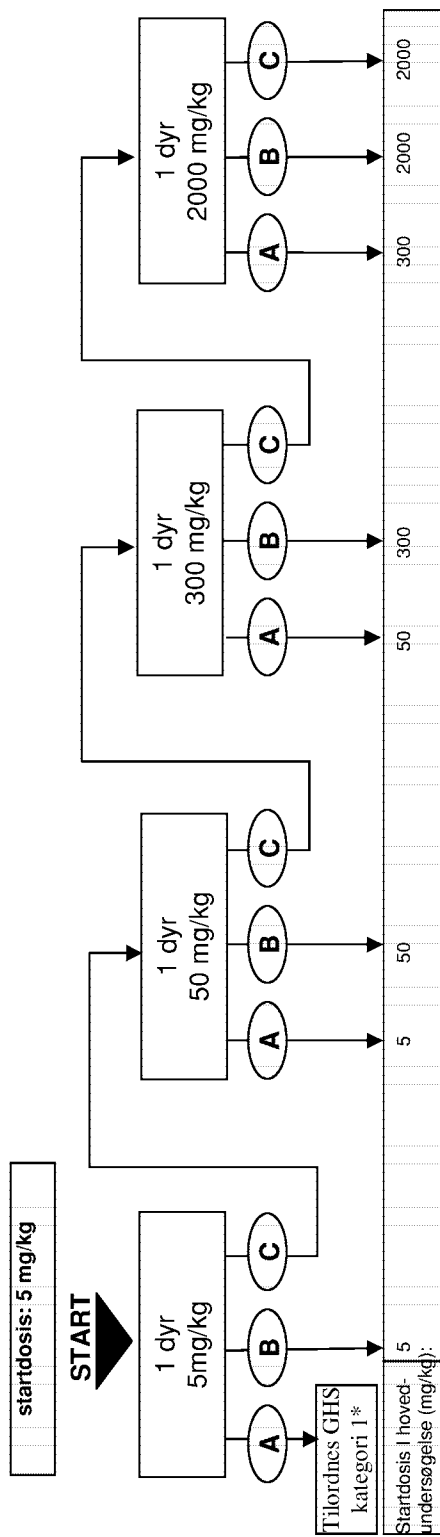 startdosis: 5 mg/kg
START
1 dyr
5mg/kg
A
B
C
1 dyr
50 mg/kg
A
B
C
1 dyr
300 mg/kg
A
B
C
1 dyr
2000 mg/kg
A
B
C
Tilordnes GHS
kategori 1*
Startdosis I hoved-
undersøgelse (mg/kg):
5
5
50
50
300
300
2000
2000